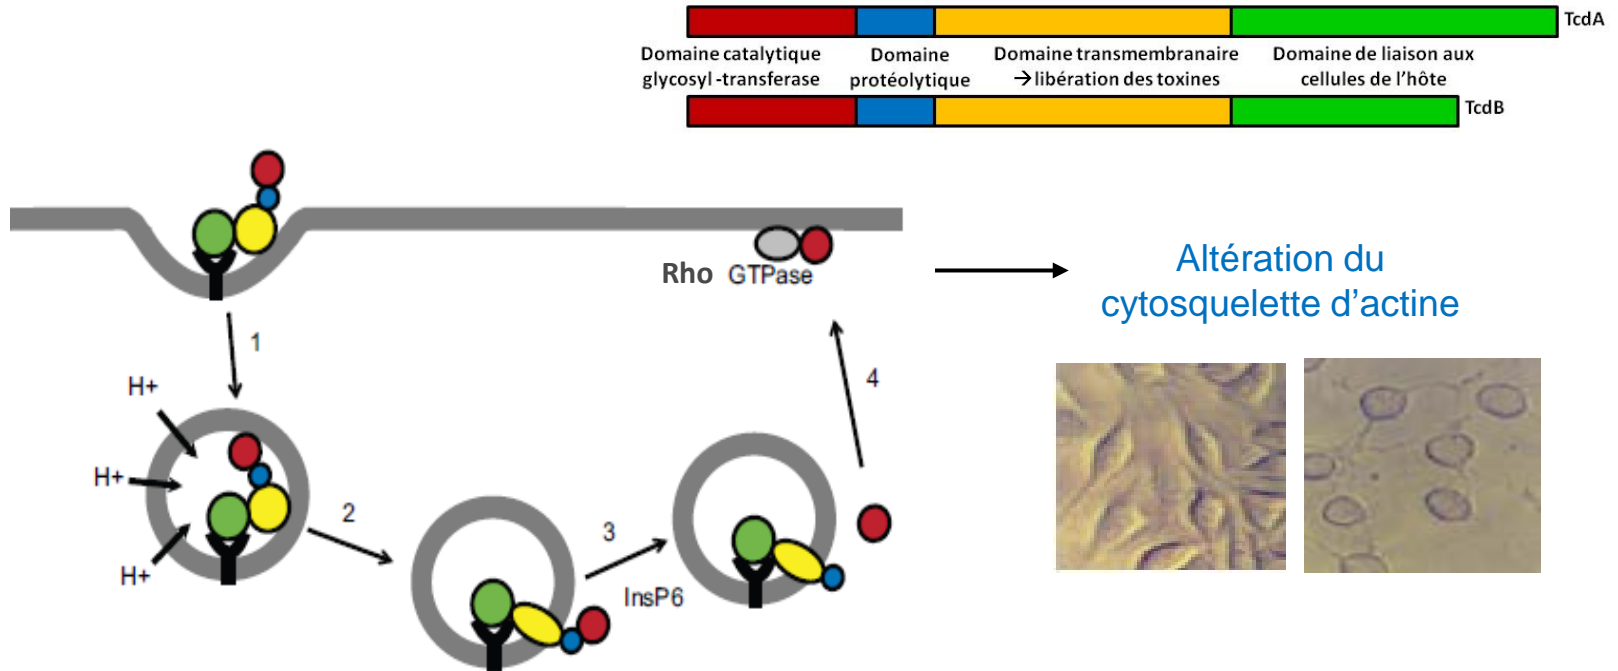 TcdA
Domaine catalytique
glycosyl-transferase
Domaine
protéolytique
Domaine transmembranaire
→libération des toxines
Domaine de liaison aux
cellules de l'hôte
TcdB
Rho GTPase
Altération du
cytosquelette d'actine
1
H+
H+
H+
2
3
InsP6
4